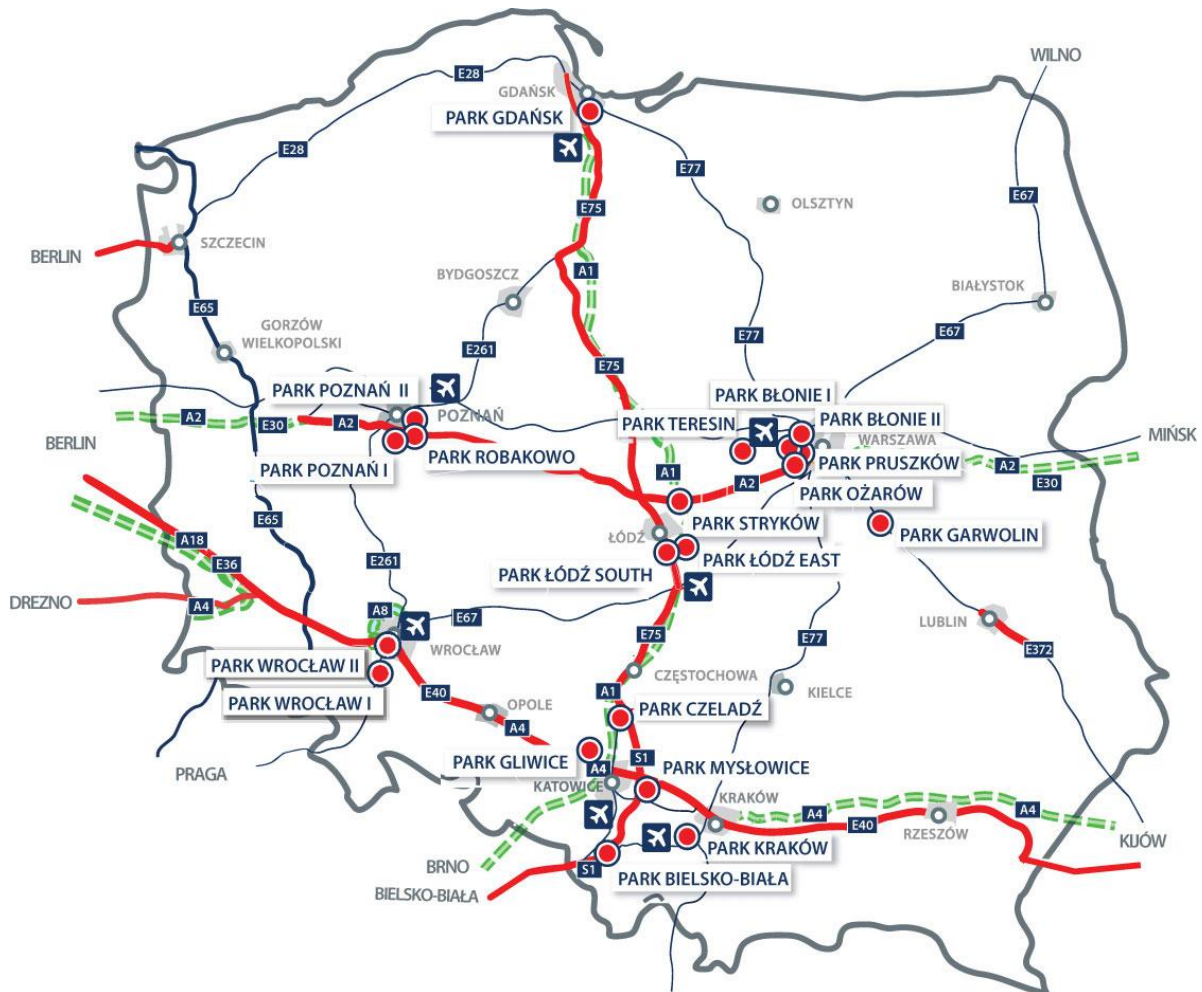 WILNO
E28
GDAŃSK
PARK GDAŃSK
E28
E77
E67
E75
OLSZTYN
SZCZECIN
BERLIN
A1
BYDGOSZCZ
BIAŁYSTOK
E65
GORZÓW
WIELKOPOLSKI
E77
E67
E261
E75
PARK POZNAŃ II
PARK BŁONIE I
A2
E30
A2
POZNAŃ
PARK TERESIN
PARK BŁONIE II
WARSZAWA
MIŃSK
BERLIN
PARK POZNAŃ I
PARK ROBAKOWO
A1
A2
PARK PRUSZKÓW
A2
E30
PARK OŻARÓW
E65
PARK STRYKÓW
ŁÓDŹ
PARK GARWOLIN
A18
E36
E261
PARK ŁÓDŹ SOUTH
PARK ŁÓDŹ EAST
DREZNO
A4
A8
E67
LUBLIN
E75
E77
E372
WROCŁAW
PARK WROCŁAW II
CZĘSTOCHOWA
KIELCE
PARK WROCŁAW I
E40
A1
OPOLE
PARK CZELADŹ
A4
PARK GLIWICE
S1
A4
PARK MYSŁOWICE
PRAGA
KATOWICE
KRAKÓW
A4
A4
E40
RZESZÓW
KIJÓW
PARK KRAKÓW
BRNO
S1
PARK BIELSKO-BIAŁA
BIELSKO-BIAŁA